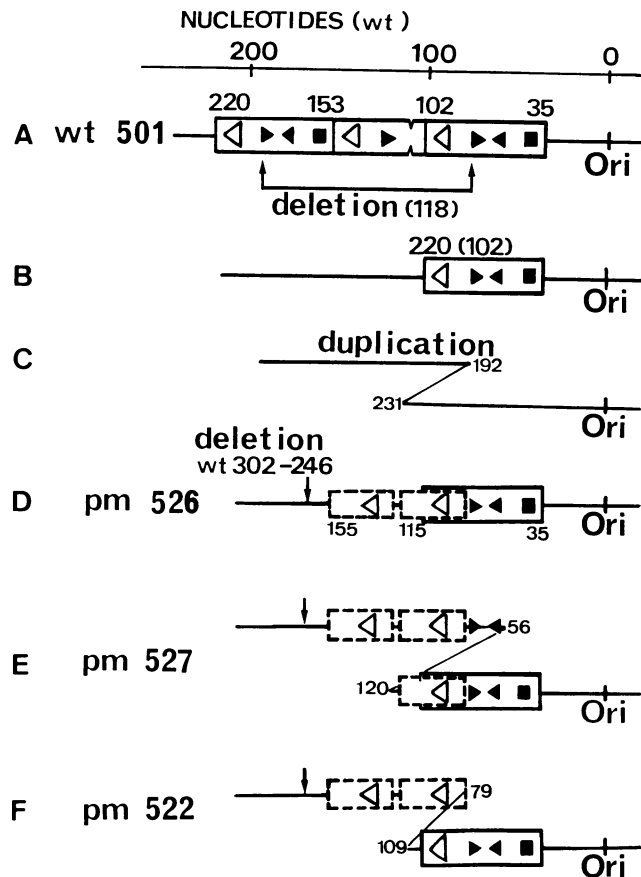 NUCLEOTIDES (wt)
200 100 0
220 153 102 35
A wt 501
Ori
deletion (118)
220 (102)
B
Ori
duplication
C
192
231
Ori
deletion
wt 302-246
D pm 526
155 115 35
Ori
E pm 527
56
120
Ori
F pm 522
79
109
Ori